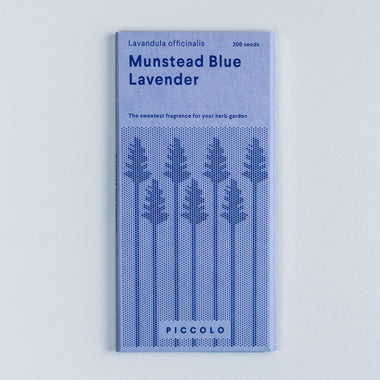 Lavandula officinalis
200 seeds
Munstead Blue
Lavender
The sweetest fragrance for your herb garden
PICCOLO